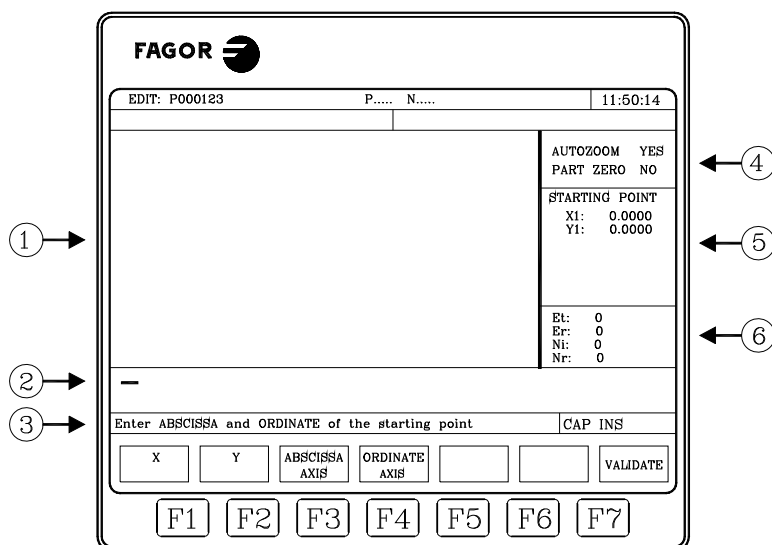 FAGOR
EDIT: P000123 P..... N..... 11:50:14
AUTOZOOM YES
PART ZERO NO
4
STARTING POINT
X1: 0.0000
Y1: 0.0000
1
5
Et: 0
Er: 0
Ni: 0
Nr: 0
6
2
3
Enter ABSCISSA and ORDINATE of the starting point CAP INS
X Y ABSCISSA AXIS ORDINATE AXIS VALIDATE
F1 F2 F3 F4 F5 F6 F7